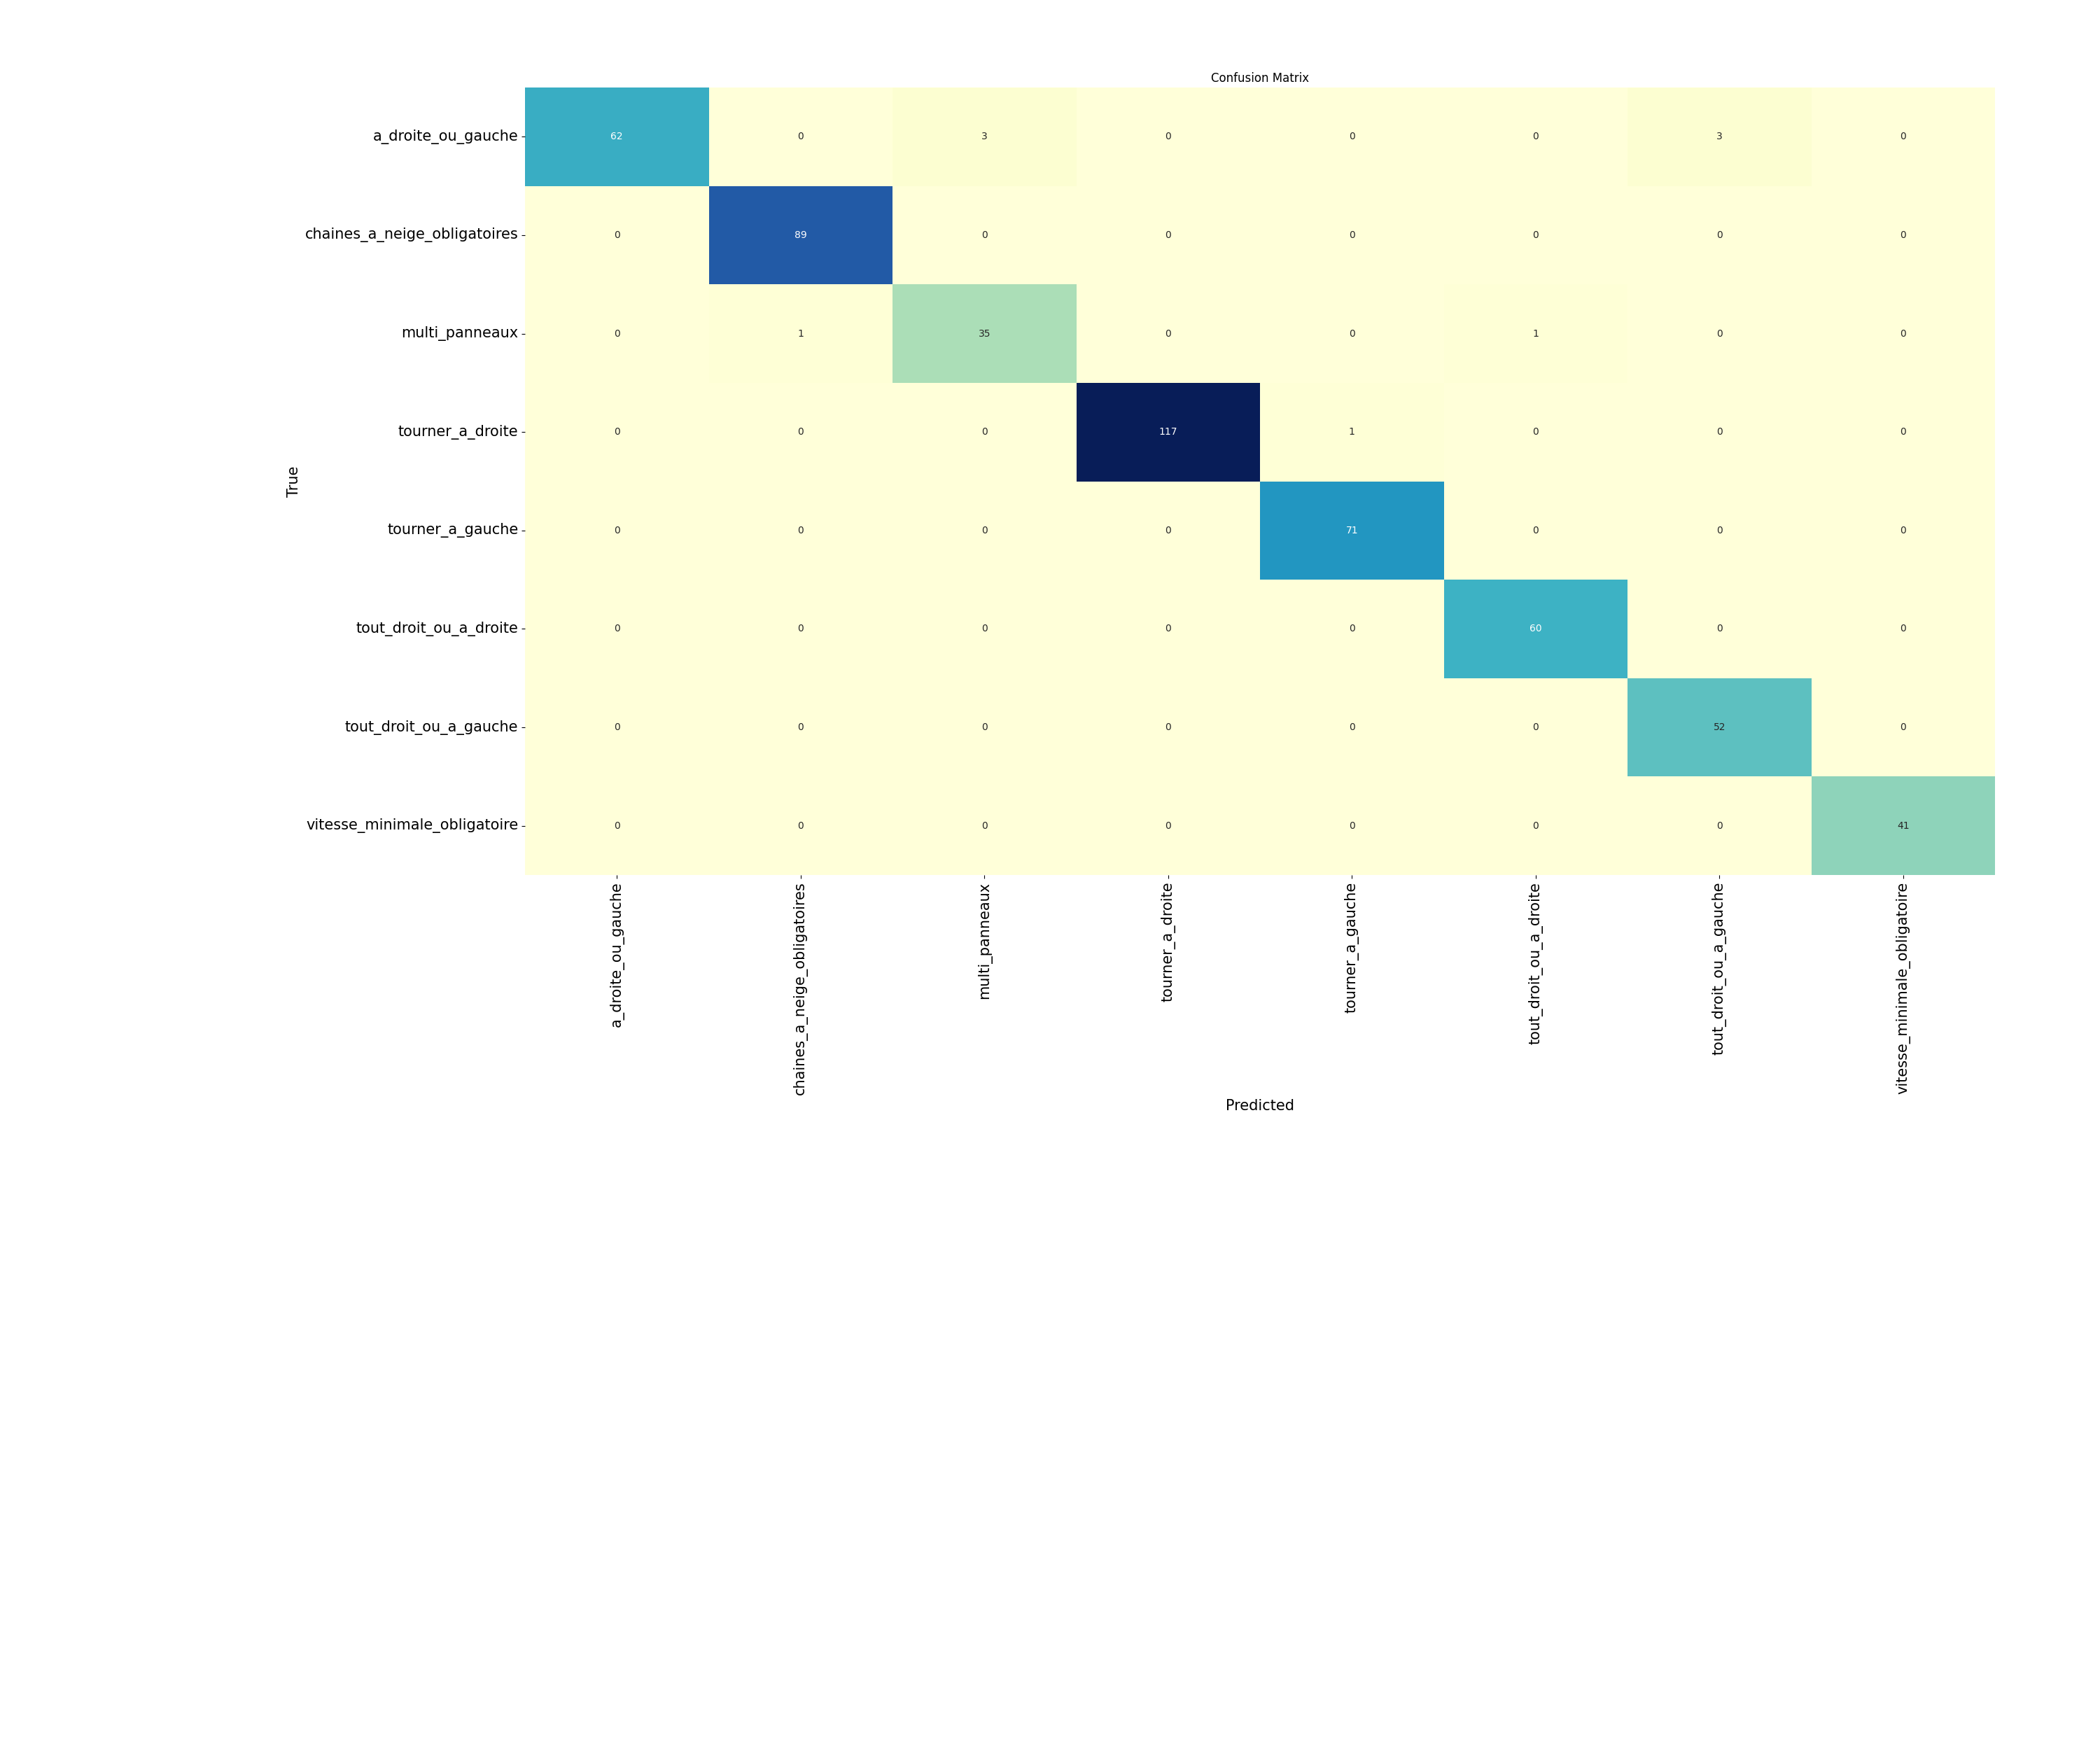 Confusion Matrix
a_droite_ou_gauche 62 0 3 0 0 0 3 0
chaines_a_neige_obligatoires 0 89 0 0 0 0 0 0
multi_panneaux 0 1 35 0 0 1 0 0
tourner_a_droite 0 0 0 117 1 0 0 0
True
tourner_a_gauche 0 0 0 0 71 0 0 0
tout_droit_ou_a_droite 0 0 0 0 0 60 0 0
tout_droit_ou_a_gauche 0 0 0 0 0 0 52 0
vitesse_minimale_obligatoire 0 0 0 0 0 0 0 41
a_droite_ou_gauche
chaines_a_neige_obligatoires
multi_panneaux
tourner_a_droite
tourner_a_gauche
tout_droit_ou_a_droite
tout_droit_ou_a_gauche
vitesse_minimale_obligatoire
Predicted